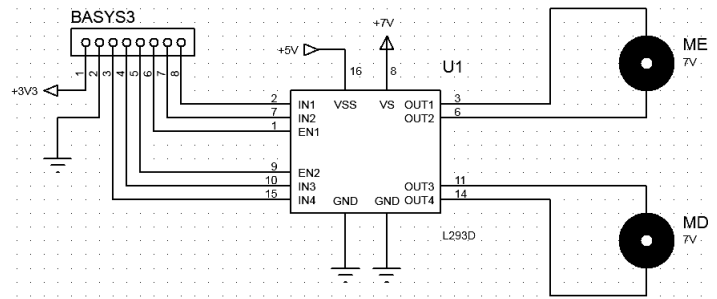 BASYS3
+7V
+5V
ME
7V
U1
16 8
1 2 3 4 5 6 7 8
+3V3
2 IN1 VSS VS OUT1 3
7 IN2 OUT2 6
1 EN1
9 EN2
10 IN3 OUT3 11
15 IN4 GND GND OUT4 14
MD
7V
L293D